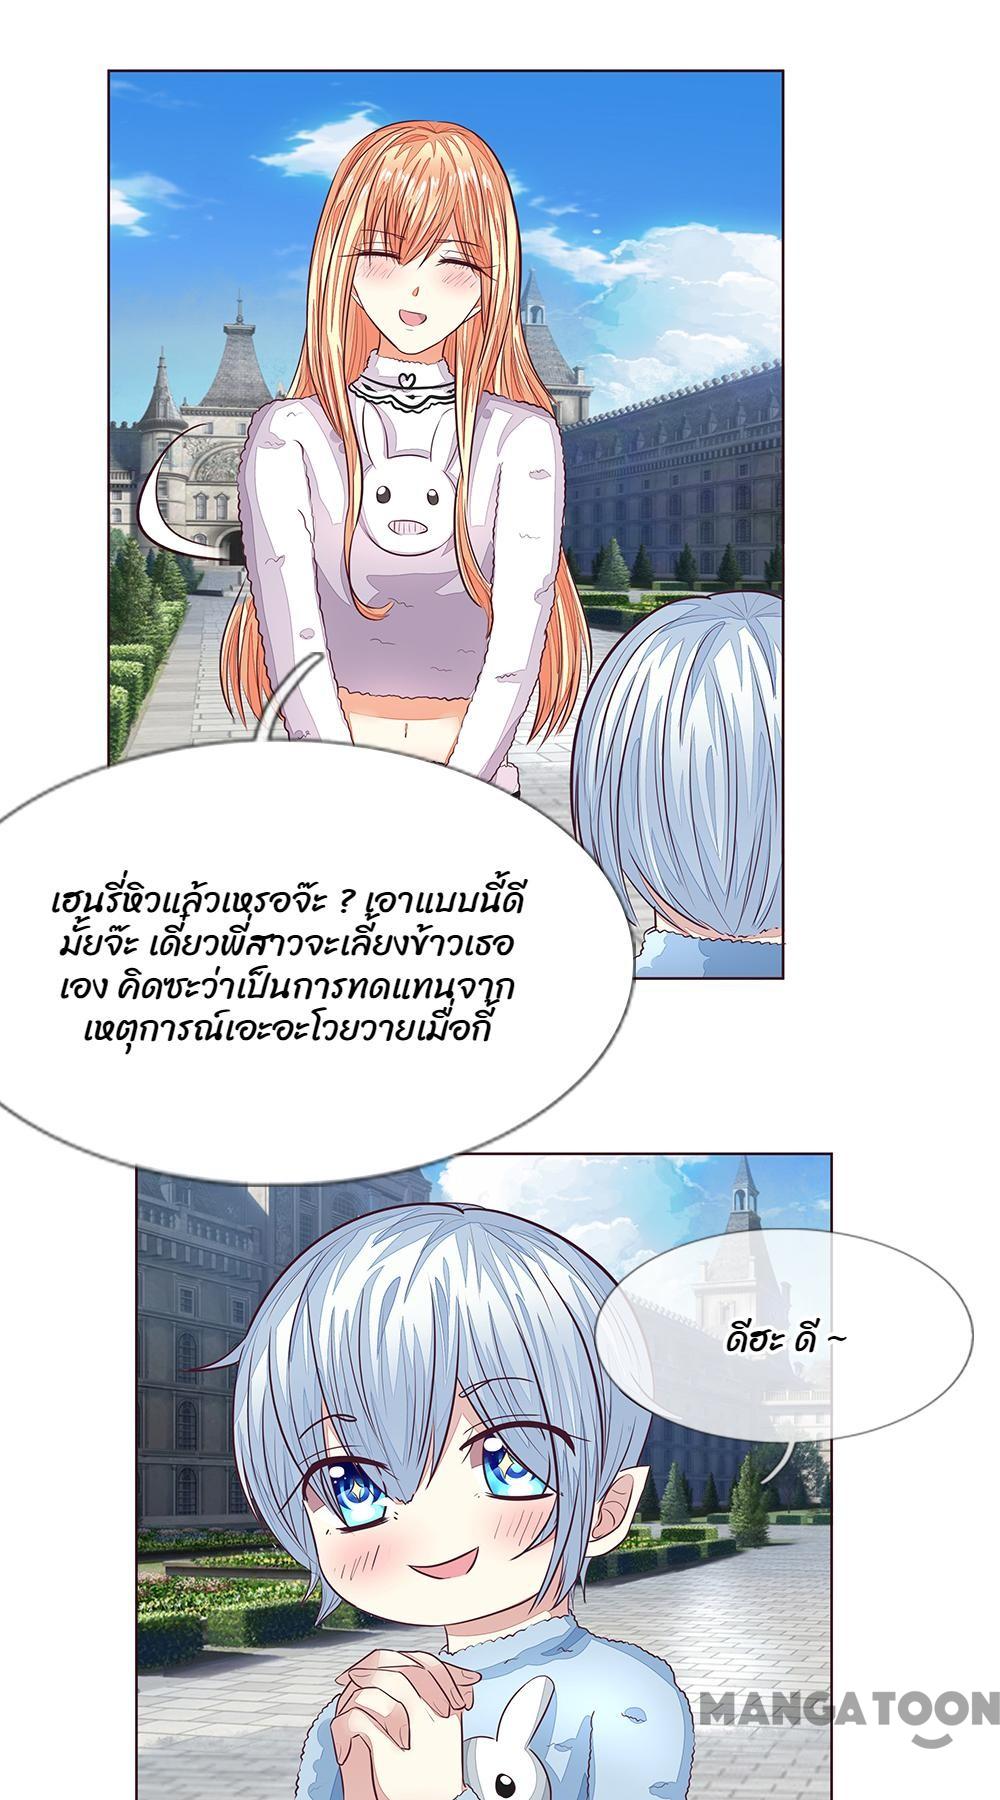 เฮนรี่หิวแล้วเหรอจ๊ะ ? เอาแบบนี้ดี
มั้ยจ๊ะ เดี๋ยวพี่สาวจะเลี้ยงข้าวเธอ
เอง คิดซะว่าเป็นการทดแทนจาก
เหตุการณ์เอะอะโวยวายเมื่อกี้
ดีฮะ ดี ~
MANGATOON